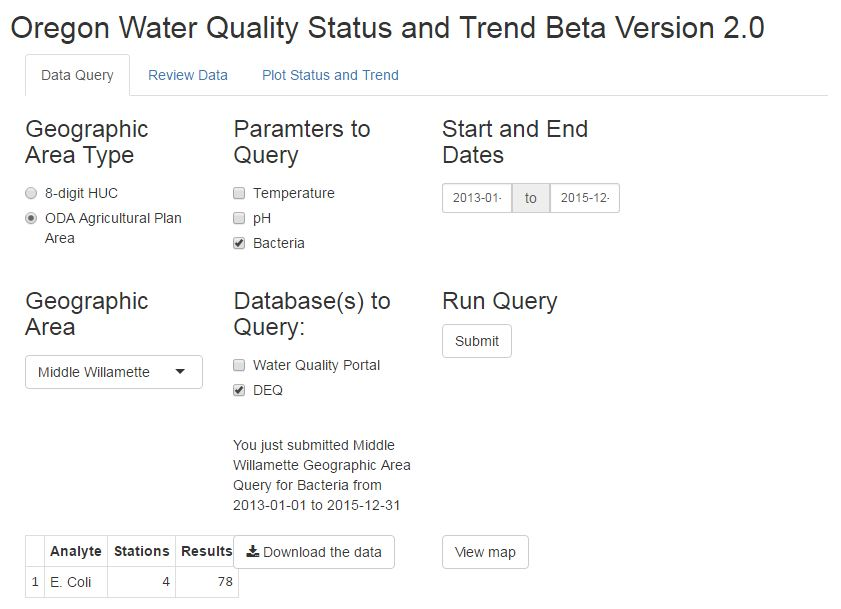 Oregon Water Quality Status and Trend Beta Version 2.0
Data Query
Review Data
Plot Status and Trend
Geographic
Area Type
8-digit HUC
ODA Agricultural Plan
Area
Paramters to
Query
Temperature
pH
Bacteria
Start and End
Dates
2013-01- to 2015-12-
Geographic
Area
Middle Willamette
Database(s) to
Query:
Water Quality Portal
DEQ
Run Query
Submit
You just submitted Middle
Willamette Geographic Area
Query for Bacteria from
2013-01-01 to 2015-12-31
Analyte Stations Results
1 E. Coli 4 78
Download the data
View map